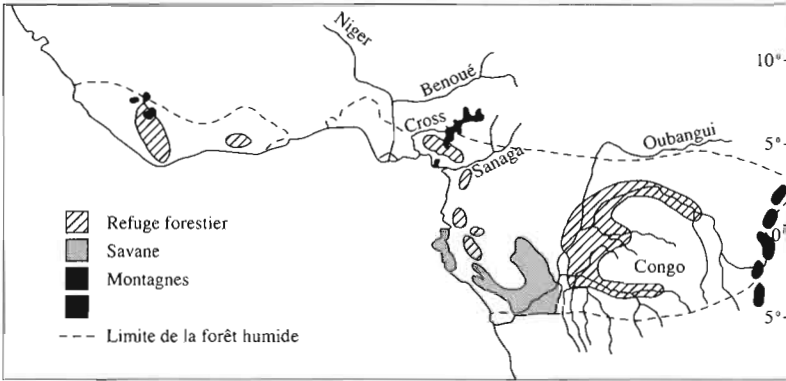 Niger
10°
Benoué
Cross
Oubangui
5°
Sanaga
0°
Congo
Refuge forestier
Savane
Montagnes
5°
Limite de la forêt humide